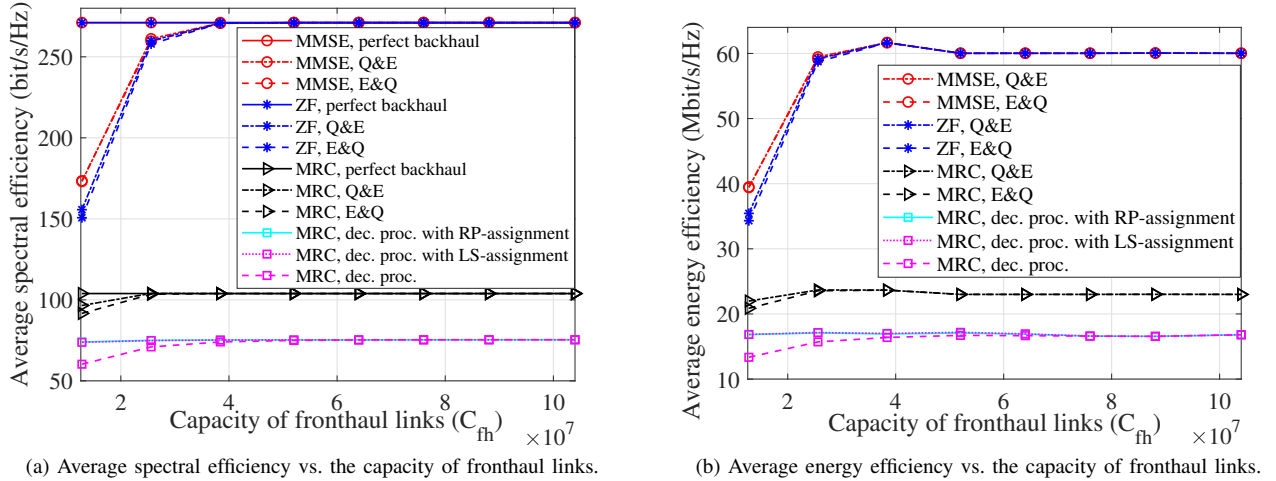 Average spectral efficiency (bit/s/Hz)
250
200
150
100
50
MMSE, perfect backhaul
MMSE, Q&E
MMSE, E&Q
ZF, perfect backhaul
ZF, Q&E
ZF, E&Q
MRC, perfect backhaul
MRC, Q&E
MRC, E&Q
MRC, dec. proc. with RP-assignment
MRC, dec. proc. with LS-assignment
MRC, dec. proc.
2 4 6 8 10
Capacity of fronthaul links (C_fh)
×10^7
(a) Average spectral efficiency vs. the capacity of fronthaul links.
Average energy efficiency (Mbit/s/Hz)
60
50
40
30
20
10
MMSE, Q&E
MMSE, E&Q
ZF, Q&E
ZF, E&Q
MRC, Q&E
MRC, E&Q
MRC, dec. proc. with RP-assignment
MRC, dec. proc. with LS-assignment
MRC, dec. proc.
2 4 6 8 10
Capacity of fronthaul links (C_fh)
×10^7
(b) Average energy efficiency vs. the capacity of fronthaul links.